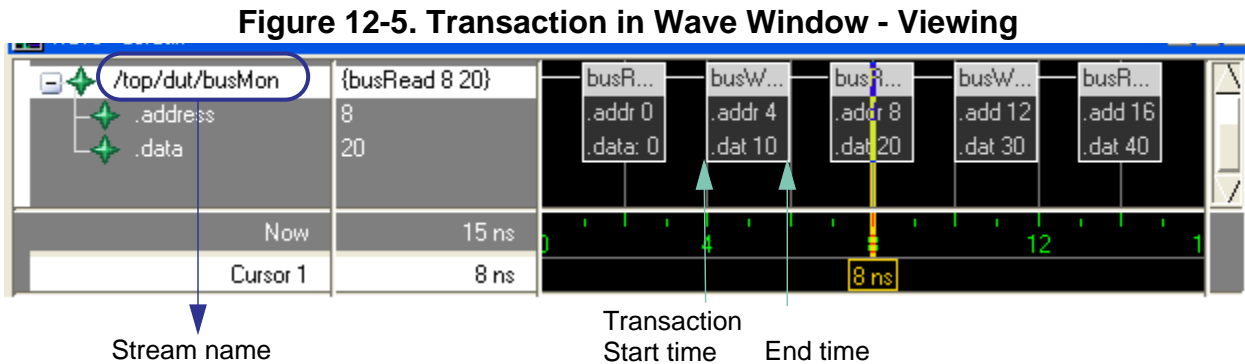 Figure 12-5. Transaction in Wave Window - Viewing
/top/dut/busMon {busRead 8 20} busR... busW... busR... busW... busR...
.address 8 .addr 0 .addr 4 .addr 8 .add 12 .add 16
.data 20 .data: 0 .dat 10 .dat 20 .dat 30 .dat 40
Now 15 ns 4 12
Cursor 1 8 ns 8 ns
Transaction
Stream name Start time End time